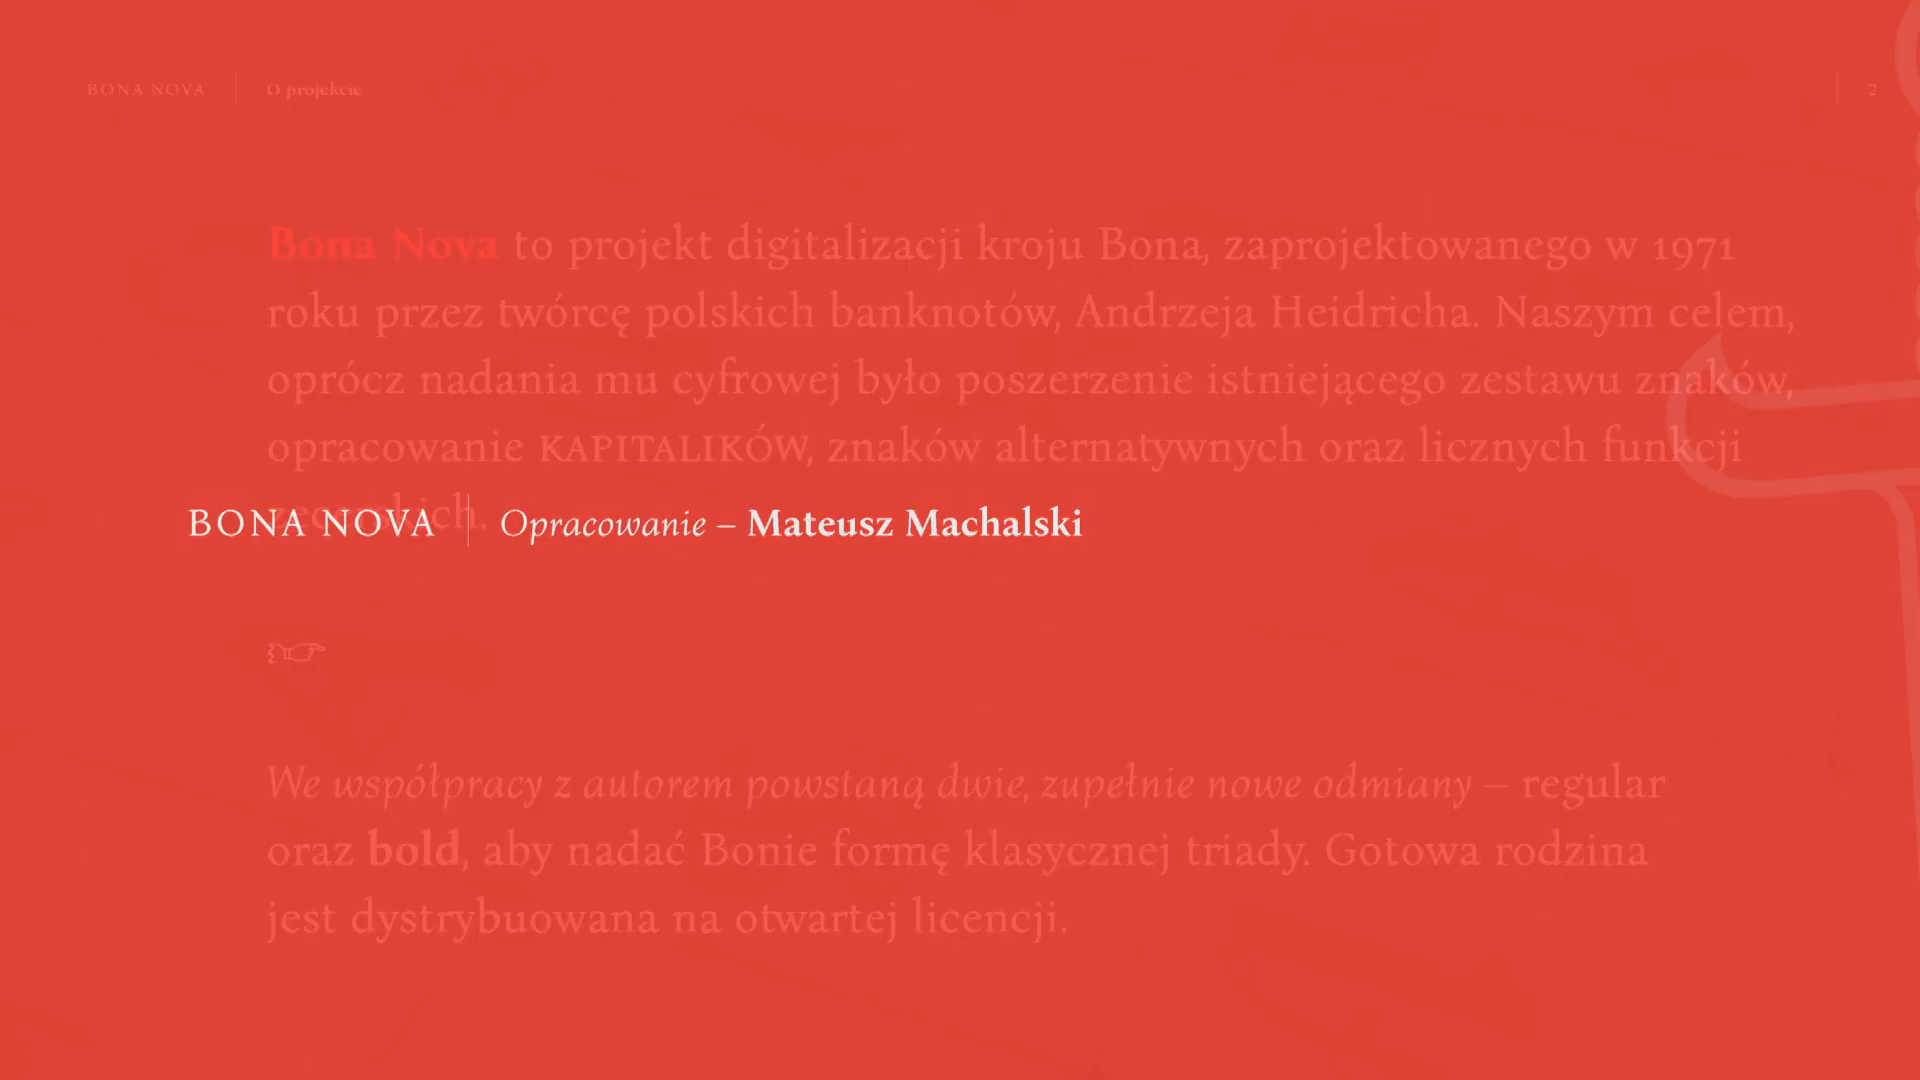 BONA NOVA O projekcie 2
Bona Nova to projekt digitalizacji kroju Bona, zaprojektowanego w 1971
roku przez twórcę polskich banknotów, Andrzeja Heidricha. Naszym celem,
oprócz nadania mu cyfrowej było poszerzenie istniejącego zestawu znaków,
opracowanie KAPITALIKÓW, znaków alternatywnych oraz licznych funkcji
zecerskich.
BONA NOVA Opracowanie – Mateusz Machalski
We współpracy z autorem powstaną dwie, zupełnie nowe odmiany – regular
oraz bold, aby nadać Bonie formę klasycznej triady. Gotowa rodzina
jest dystrybuowana na otwartej licencji.